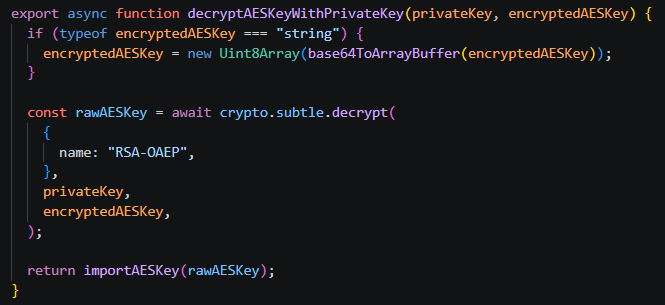 export async function decryptAESKeyWithPrivateKey(privateKey, encryptedAESKey) {
  if (typeof encryptedAESKey === "string") {
    encryptedAESKey = new Uint8Array(base64ToArrayBuffer(encryptedAESKey));
  }

  const rawAESKey = await crypto.subtle.decrypt(
    {
      name: "RSA-OAEP",
    },
    privateKey,
    encryptedAESKey,
  );

  return importAESKey(rawAESKey);
}